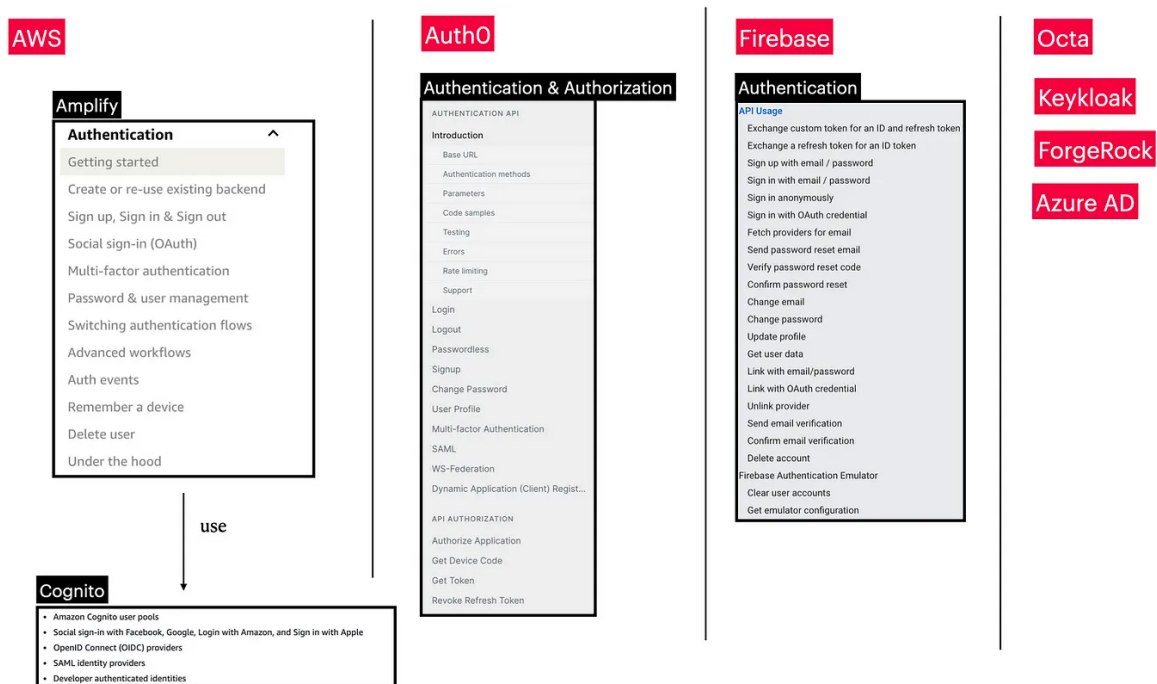 AWS
Amplify
Authentication
Getting started
Create or re-use existing backend
Sign up, Sign in & Sign out
Social sign-in (OAuth)
Multi-factor authentication
Password & user management
Switching authentication flows
Advanced workflows
Auth events
Remember a device
Delete user
Under the hood
use
Cognito
• Amazon Cognito user pools
• Social sign-in with Facebook, Google, Login with Amazon, and Sign in with Apple
• OpenID Connect (OIDC) providers
• SAML identity providers
• Developer authenticated identities
Auth0
Authentication & Authorization
AUTHENTICATION API
Introduction
Base URL
Authentication methods
Parameters
Code samples
Testing
Errors
Rate limiting
Support
Login
Logout
Passwordless
Signup
Change Password
User Profile
Multi-factor Authentication
SAML
WS-Federation
Dynamic Application (Client) Regist...
API AUTHORIZATION
Authorize Application
Get Device Code
Get Token
Revoke Refresh Token
Firebase
Authentication
API Usage
Exchange custom token for an ID and refresh token
Exchange a refresh token for an ID token
Sign up with email / password
Sign in with email / password
Sign in anonymously
Sign in with OAuth credential
Fetch providers for email
Send password reset email
Verify password reset code
Confirm password reset
Change email
Change password
Update profile
Get user data
Link with email/password
Link with OAuth credential
Unlink provider
Send email verification
Confirm email verification
Delete account
Firebase Authentication Emulator
Clear user accounts
Get emulator configuration
Octa
Keykloak
ForgeRock
Azure AD